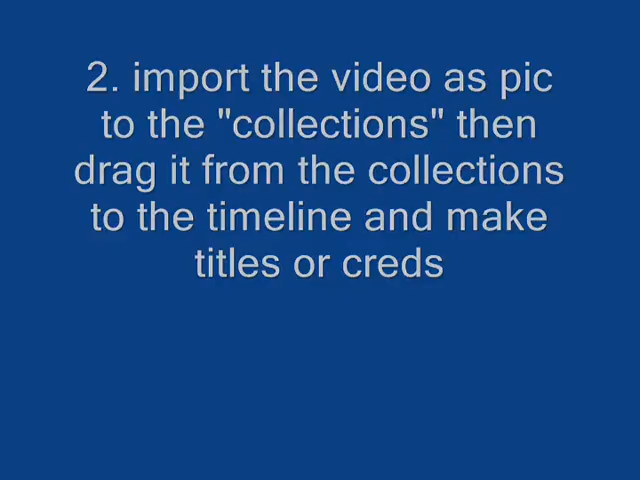 2. import the video as pic
to the "collections" then
drag it from the collections
to the timeline and make
titles or creds